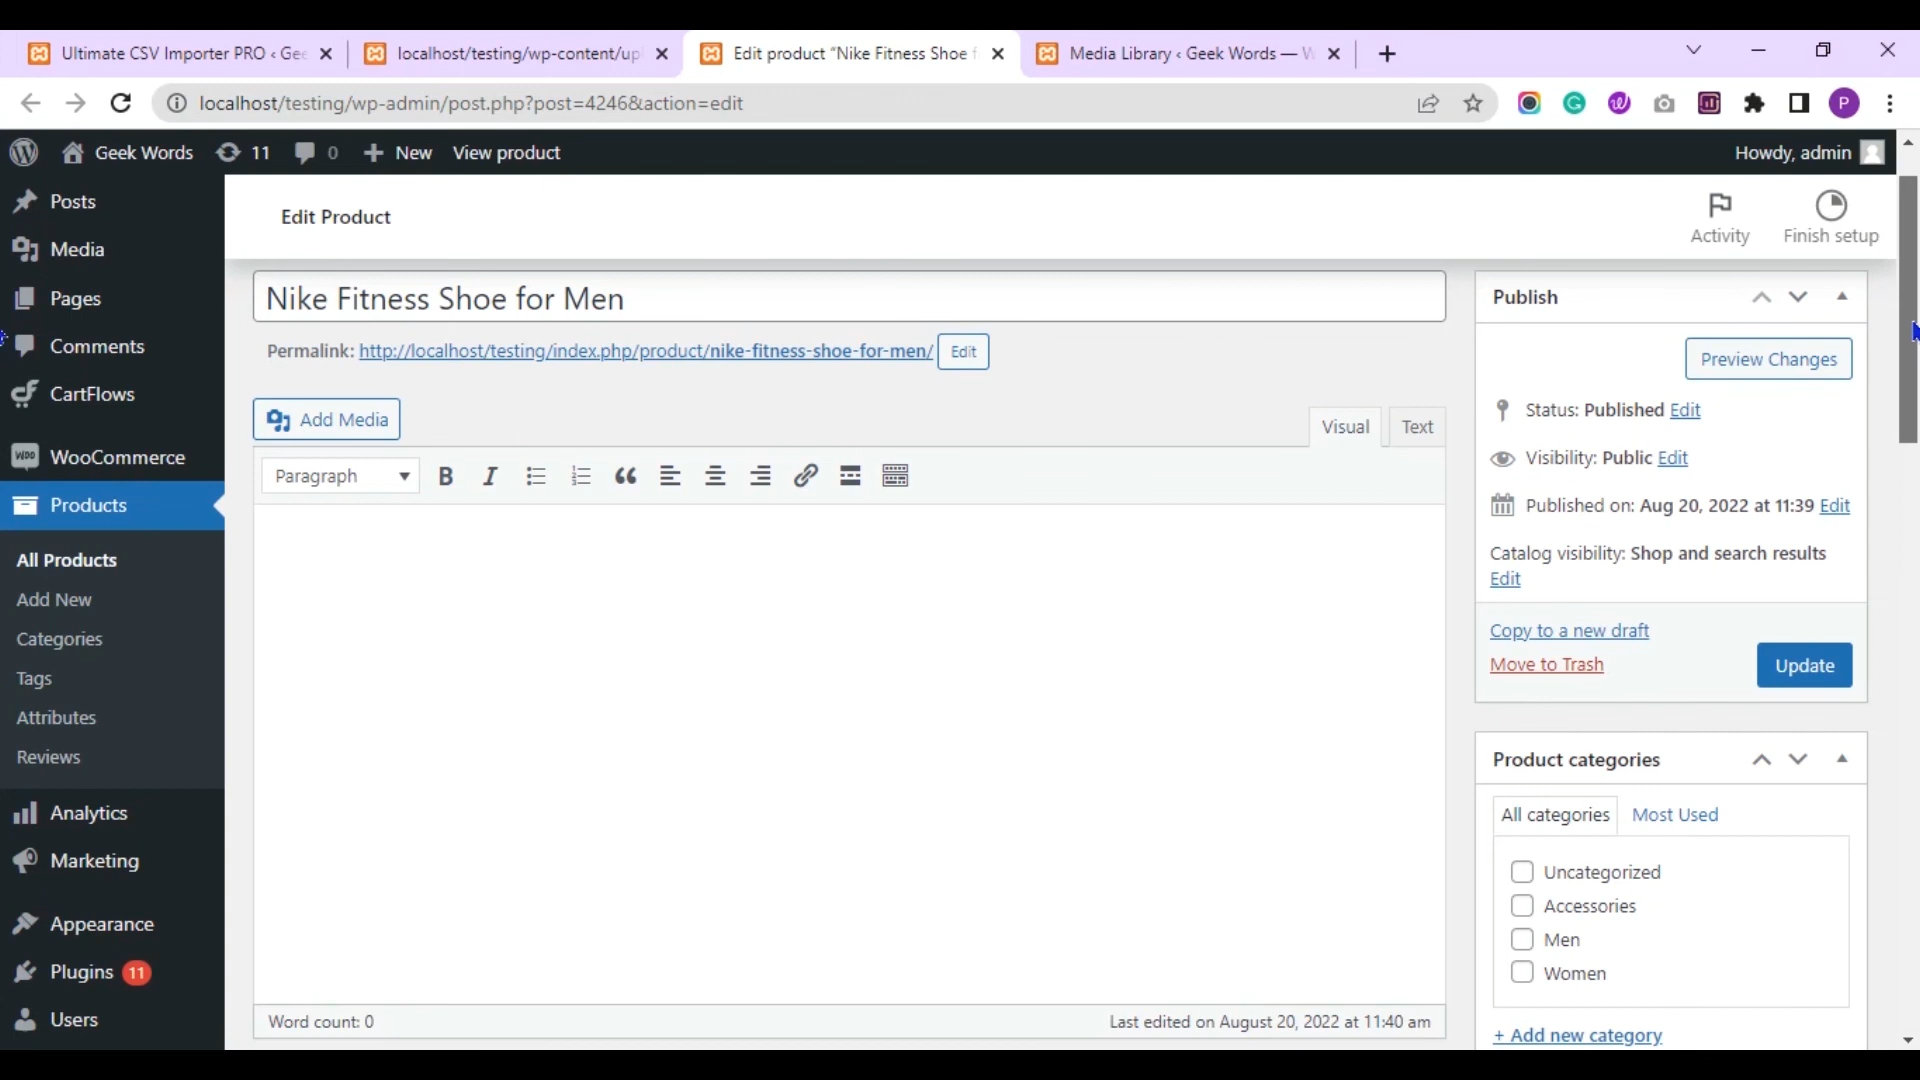 Ultimate CSV Importer PRO ‹ Gee
localhost/testing/wp-content/up
Edit product “Nike Fitness Shoe f
Media Library ‹ Geek Words — W
localhost/testing/wp-admin/post.php?post=4246&action=edit
P
Geek Words
11
0
New
View product
Howdy, admin
Posts
Media
Pages
Comments
CartFlows
WooCommerce
Products
All Products
Add New
Categories
Tags
Attributes
Reviews
Analytics
Marketing
Appearance
Plugins 11
Users
Edit Product
Activity
Finish setup
Nike Fitness Shoe for Men
Permalink: http://localhost/testing/index.php/product/nike-fitness-shoe-for-men/ Edit
Add Media
Visual
Text
Paragraph
B
I
Word count: 0
Last edited on August 20, 2022 at 11:40 am
Publish
Preview Changes
Status: Published Edit
Visibility: Public Edit
Published on: Aug 20, 2022 at 11:39 Edit
Catalog visibility: Shop and search results
Edit
Copy to a new draft
Move to Trash
Update
Product categories
All categories
Most Used
Uncategorized
Accessories
Men
Women
+ Add new category